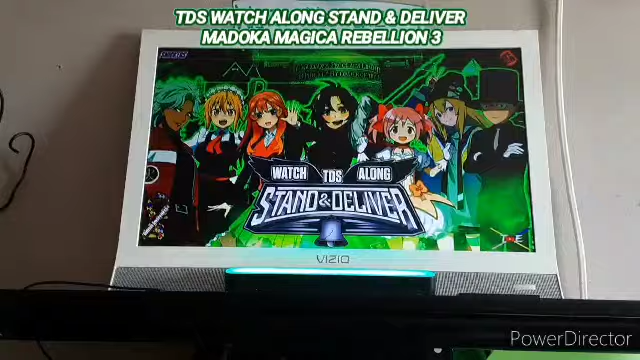 TDS WATCH ALONG STAND & DELIVER
MADOKA MAGICA REBELLION 3
WATCH TDS ALONG
STAND & DELIVER
VIZIO
PowerDirector